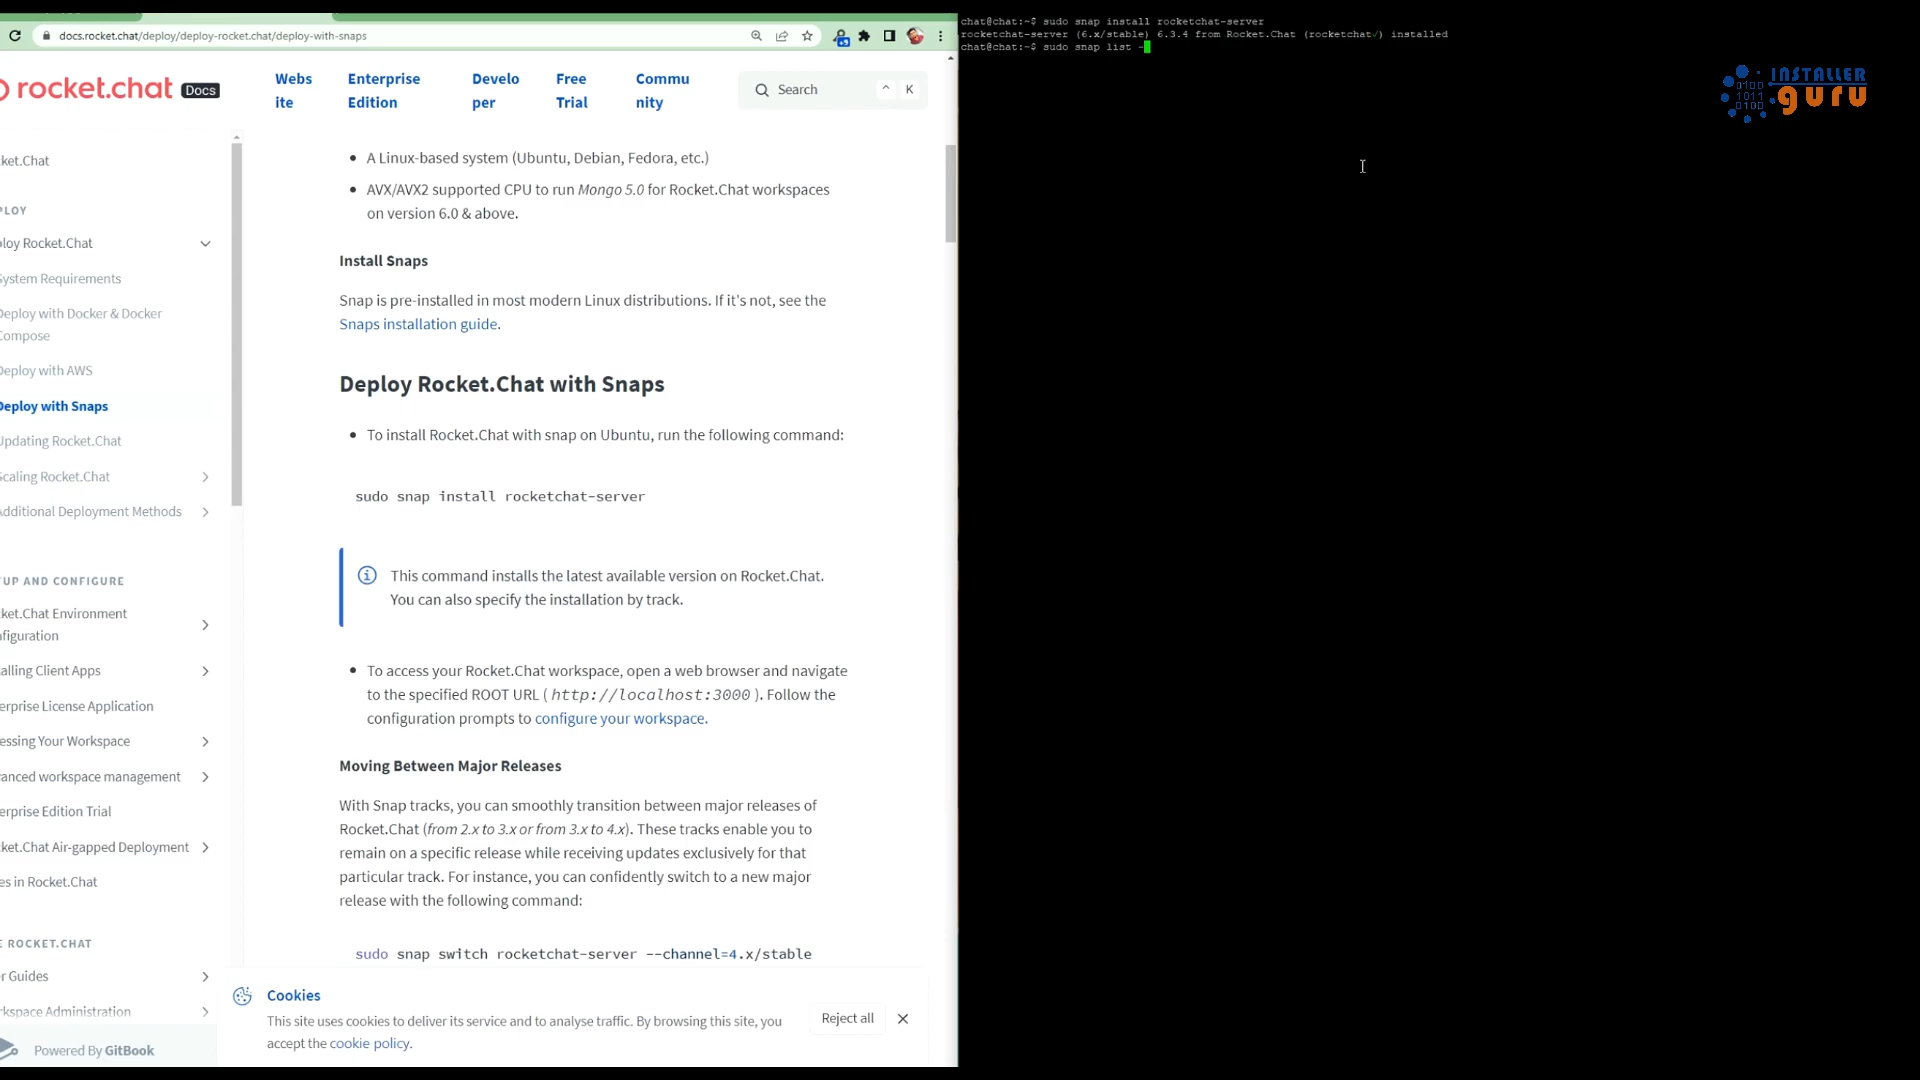 docs.rocket.chat/deploy/deploy-rocket.chat/deploy-with-snaps
rocket.chat Docs
Webs
ite
Enterprise
Edition
Develo
per
Free
Trial
Commu
nity
Search
^ K
ket.Chat
PLOY
loy Rocket.Chat
System Requirements
Deploy with Docker & Docker
Compose
Deploy with AWS
Deploy with Snaps
Updating Rocket.Chat
Scaling Rocket.Chat
Additional Deployment Methods
UP AND CONFIGURE
ket.Chat Environment
nfiguration
alling Client Apps
erprise License Application
essing Your Workspace
vanced workspace management
erprise Edition Trial
ket.Chat Air-gapped Deployment
es in Rocket.Chat
E ROCKET.CHAT
r Guides
rkspace Administration
Powered By GitBook
• A Linux-based system (Ubuntu, Debian, Fedora, etc.)
• AVX/AVX2 supported CPU to run Mongo 5.0 for Rocket.Chat workspaces
on version 6.0 & above.
Install Snaps
Snap is pre-installed in most modern Linux distributions. If it's not, see the
Snaps installation guide.
Deploy Rocket.Chat with Snaps
• To install Rocket.Chat with snap on Ubuntu, run the following command:
sudo snap install rocketchat-server
This command installs the latest available version on Rocket.Chat.
You can also specify the installation by track.
• To access your Rocket.Chat workspace, open a web browser and navigate
to the specified ROOT URL ( http://localhost:3000 ). Follow the
configuration prompts to configure your workspace.
Moving Between Major Releases
With Snap tracks, you can smoothly transition between major releases of
Rocket.Chat (from 2.x to 3.x or from 3.x to 4.x). These tracks enable you to
remain on a specific release while receiving updates exclusively for that
particular track. For instance, you can confidently switch to a new major
release with the following command:
sudo snap switch rocketchat-server --channel=4.x/stable
Cookies
This site uses cookies to deliver its service and to analyse traffic. By browsing this site, you
accept the cookie policy.
Reject all
chat@chat:~$ sudo snap install rocketchat-server
rocketchat-server (6.x/stable) 6.3.4 from Rocket.Chat (rocketchat✓) installed
chat@chat:~$ sudo snap list -
INSTALLER
guru
0100
1011
0100